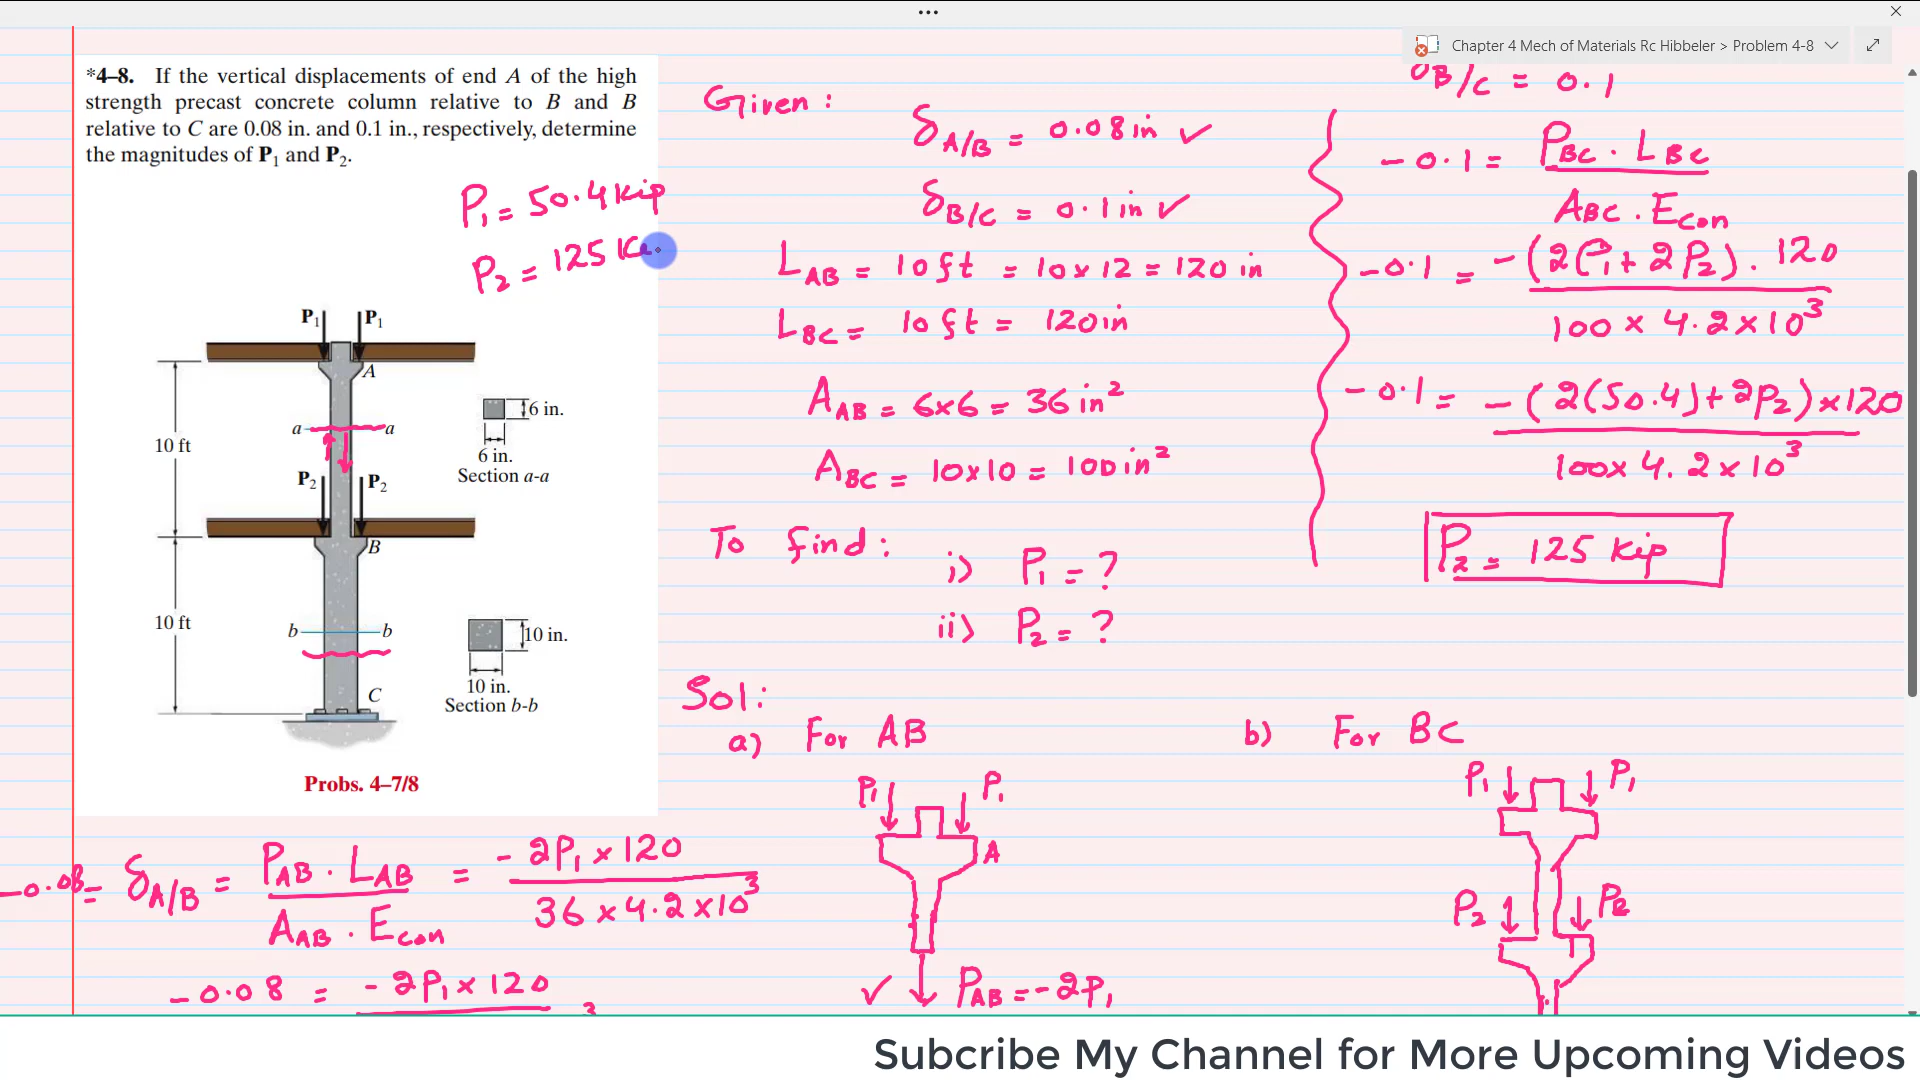 Chapter 4 Mech of Materials Rc Hibbeler > Problem 4-8
*4–8. If the vertical displacements of end A of the high
strength precast concrete column relative to B and B
relative to C are 0.08 in. and 0.1 in., respectively, determine
the magnitudes of P1 and P2.
P1 = 50.4 kip
P2 = 125 Ki
P1
P1
A
a
a
10 ft
6 in.
6 in.
Section a-a
P2
P2
B
10 ft
b
b
10 in.
10 in.
Section b-b
C
Probs. 4–7/8
Given :
δA/B = 0.08 in ✓
δB/C = 0.1 in ✓
LAB = 10 ft = 10 x 12 = 120 in
LBC = 10 ft = 120 in
AAB = 6x6 = 36 in²
ABC = 10x10 = 100 in²
To find :
i) P1 = ?
ii) P2 = ?
δB/C = 0.1
-0.1 = PBC . LBC
ABC . Econ
-0.1 = -(2P1 + 2P2) . 120
100 x 4.2 x 10³
-0.1 = -(2(50.4) + 2P2) x 120
100 x 4.2 x 10³
P2 = 125 kip
Sol :
a) For AB
P1
P1
A
✓ PAB = -2P1
b) For BC
P1
P1
P2
P2
-0.08 = δA/B = PAB . LAB = -2P1 x 120
AAB . Econ
36 x 4.2 x 10³
-0.08 = -2P1 x 120
3
Subcribe My Channel for More Upcoming Videos